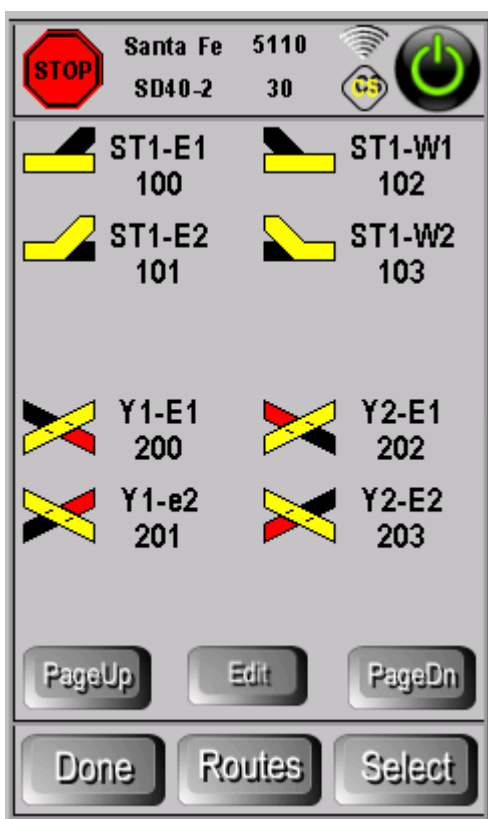 STOP
Santa Fe 5110
SD40-2 30
CS
ST1-E1 ST1-W1
100 102
ST1-E2 ST1-W2
101 103
Y1-E1 Y2-E1
200 202
Y1-e2 Y2-E2
201 203
PageUp Edit PageDn
Done Routes Select